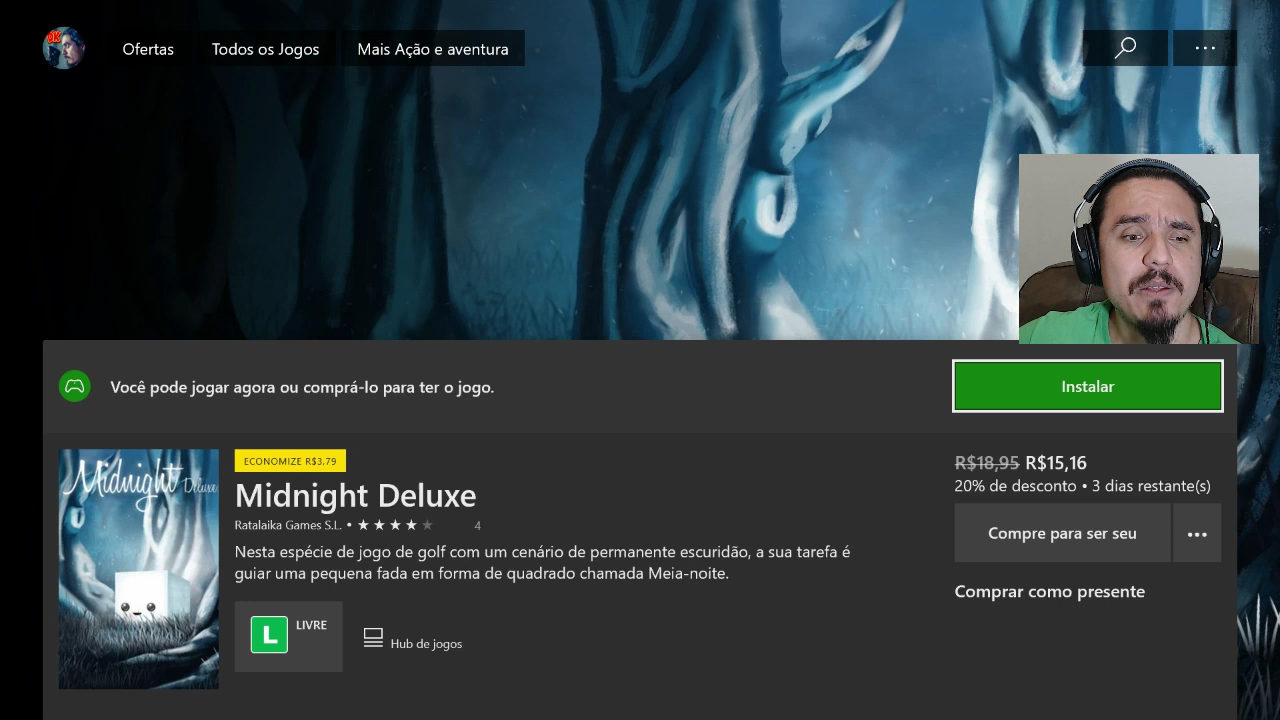 OK
Ofertas
Todos os Jogos
Mais Ação e aventura
Você pode jogar agora ou comprá-lo para ter o jogo.
Instalar
Midnight Deluxe
ECONOMIZE R$3,79
Midnight Deluxe
Ratalaika Games S.L. • ★ ★ ★ ★ ★ 4
Nesta espécie de jogo de golf com um cenário de permanente escuridão, a sua tarefa é
guiar uma pequena fada em forma de quadrado chamada Meia-noite.
L LIVRE
Hub de jogos
R$18,95 R$15,16
20% de desconto • 3 dias restante(s)
Compre para ser seu
Comprar como presente